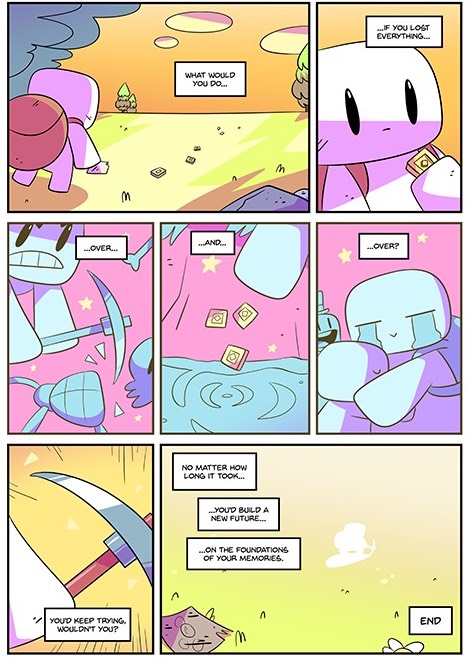 WHAT WOULD
YOU DO...
...IF YOU LOST
EVERYTHING...
...OVER...
...AND...
...OVER?
YOU'D KEEP TRYING,
WOULDN'T YOU?
NO MATTER HOW
LONG IT TOOK...
...YOU'D BUILD A
NEW FUTURE...
...ON THE FOUNDATIONS
OF YOUR MEMORIES.
END